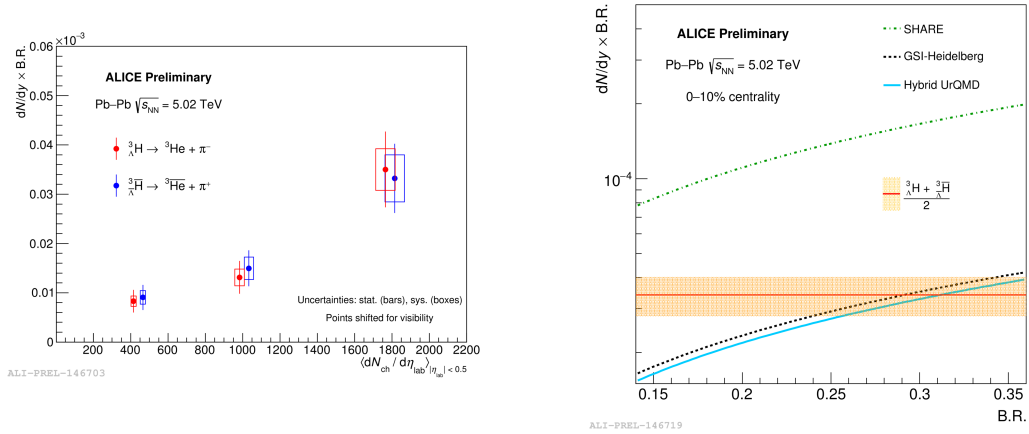 dN/dy × B.R.
×10⁻³
0.06
0.05
0.04
0.03
0.02
0.01
0
ALICE Preliminary
Pb–Pb √sNN = 5.02 TeV
³ΛH → ³He + π⁻
³Λ̅H̅ → ³H̅e̅ + π⁺
Uncertainties: stat. (bars), sys. (boxes)
Points shifted for visibility
200 400 600 800 1000 1200 1400 1600 1800 2000 2200
⟨dNch / dηlab⟩|ηlab| < 0.5
ALI-PREL-146703
dN/dy × B.R.
10⁻⁴
ALICE Preliminary
Pb–Pb √sNN = 5.02 TeV
0–10% centrality
SHARE
GSI-Heidelberg
Hybrid UrQMD
³ΛH + ³Λ̅H̅
2
0.15 0.2 0.25 0.3 0.35
B.R.
ALI-PREL-146719